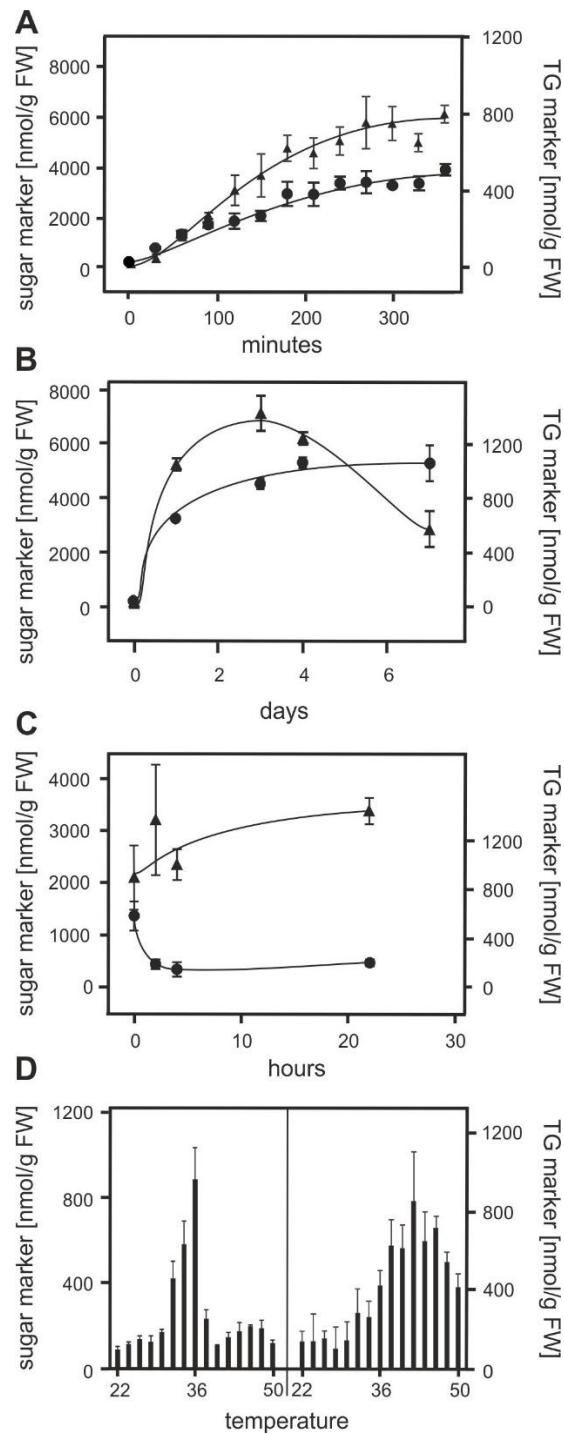 A
sugar marker [nmol/g FW]
8000
6000
4000
2000
0
1200
800
400
0
TG marker [nmol/g FW]
0 100 200 300
minutes
B
sugar marker [nmol/g FW]
8000
6000
4000
2000
0
1200
800
400
0
TG marker [nmol/g FW]
0 2 4 6
days
C
sugar marker [nmol/g FW]
4000
3000
2000
1000
0
1200
800
400
0
TG marker [nmol/g FW]
0 10 20 30
hours
D
sugar marker [nmol/g FW]
1200
800
400
0
1200
800
400
0
TG marker [nmol/g FW]
22 36 50 22 36 50
temperature